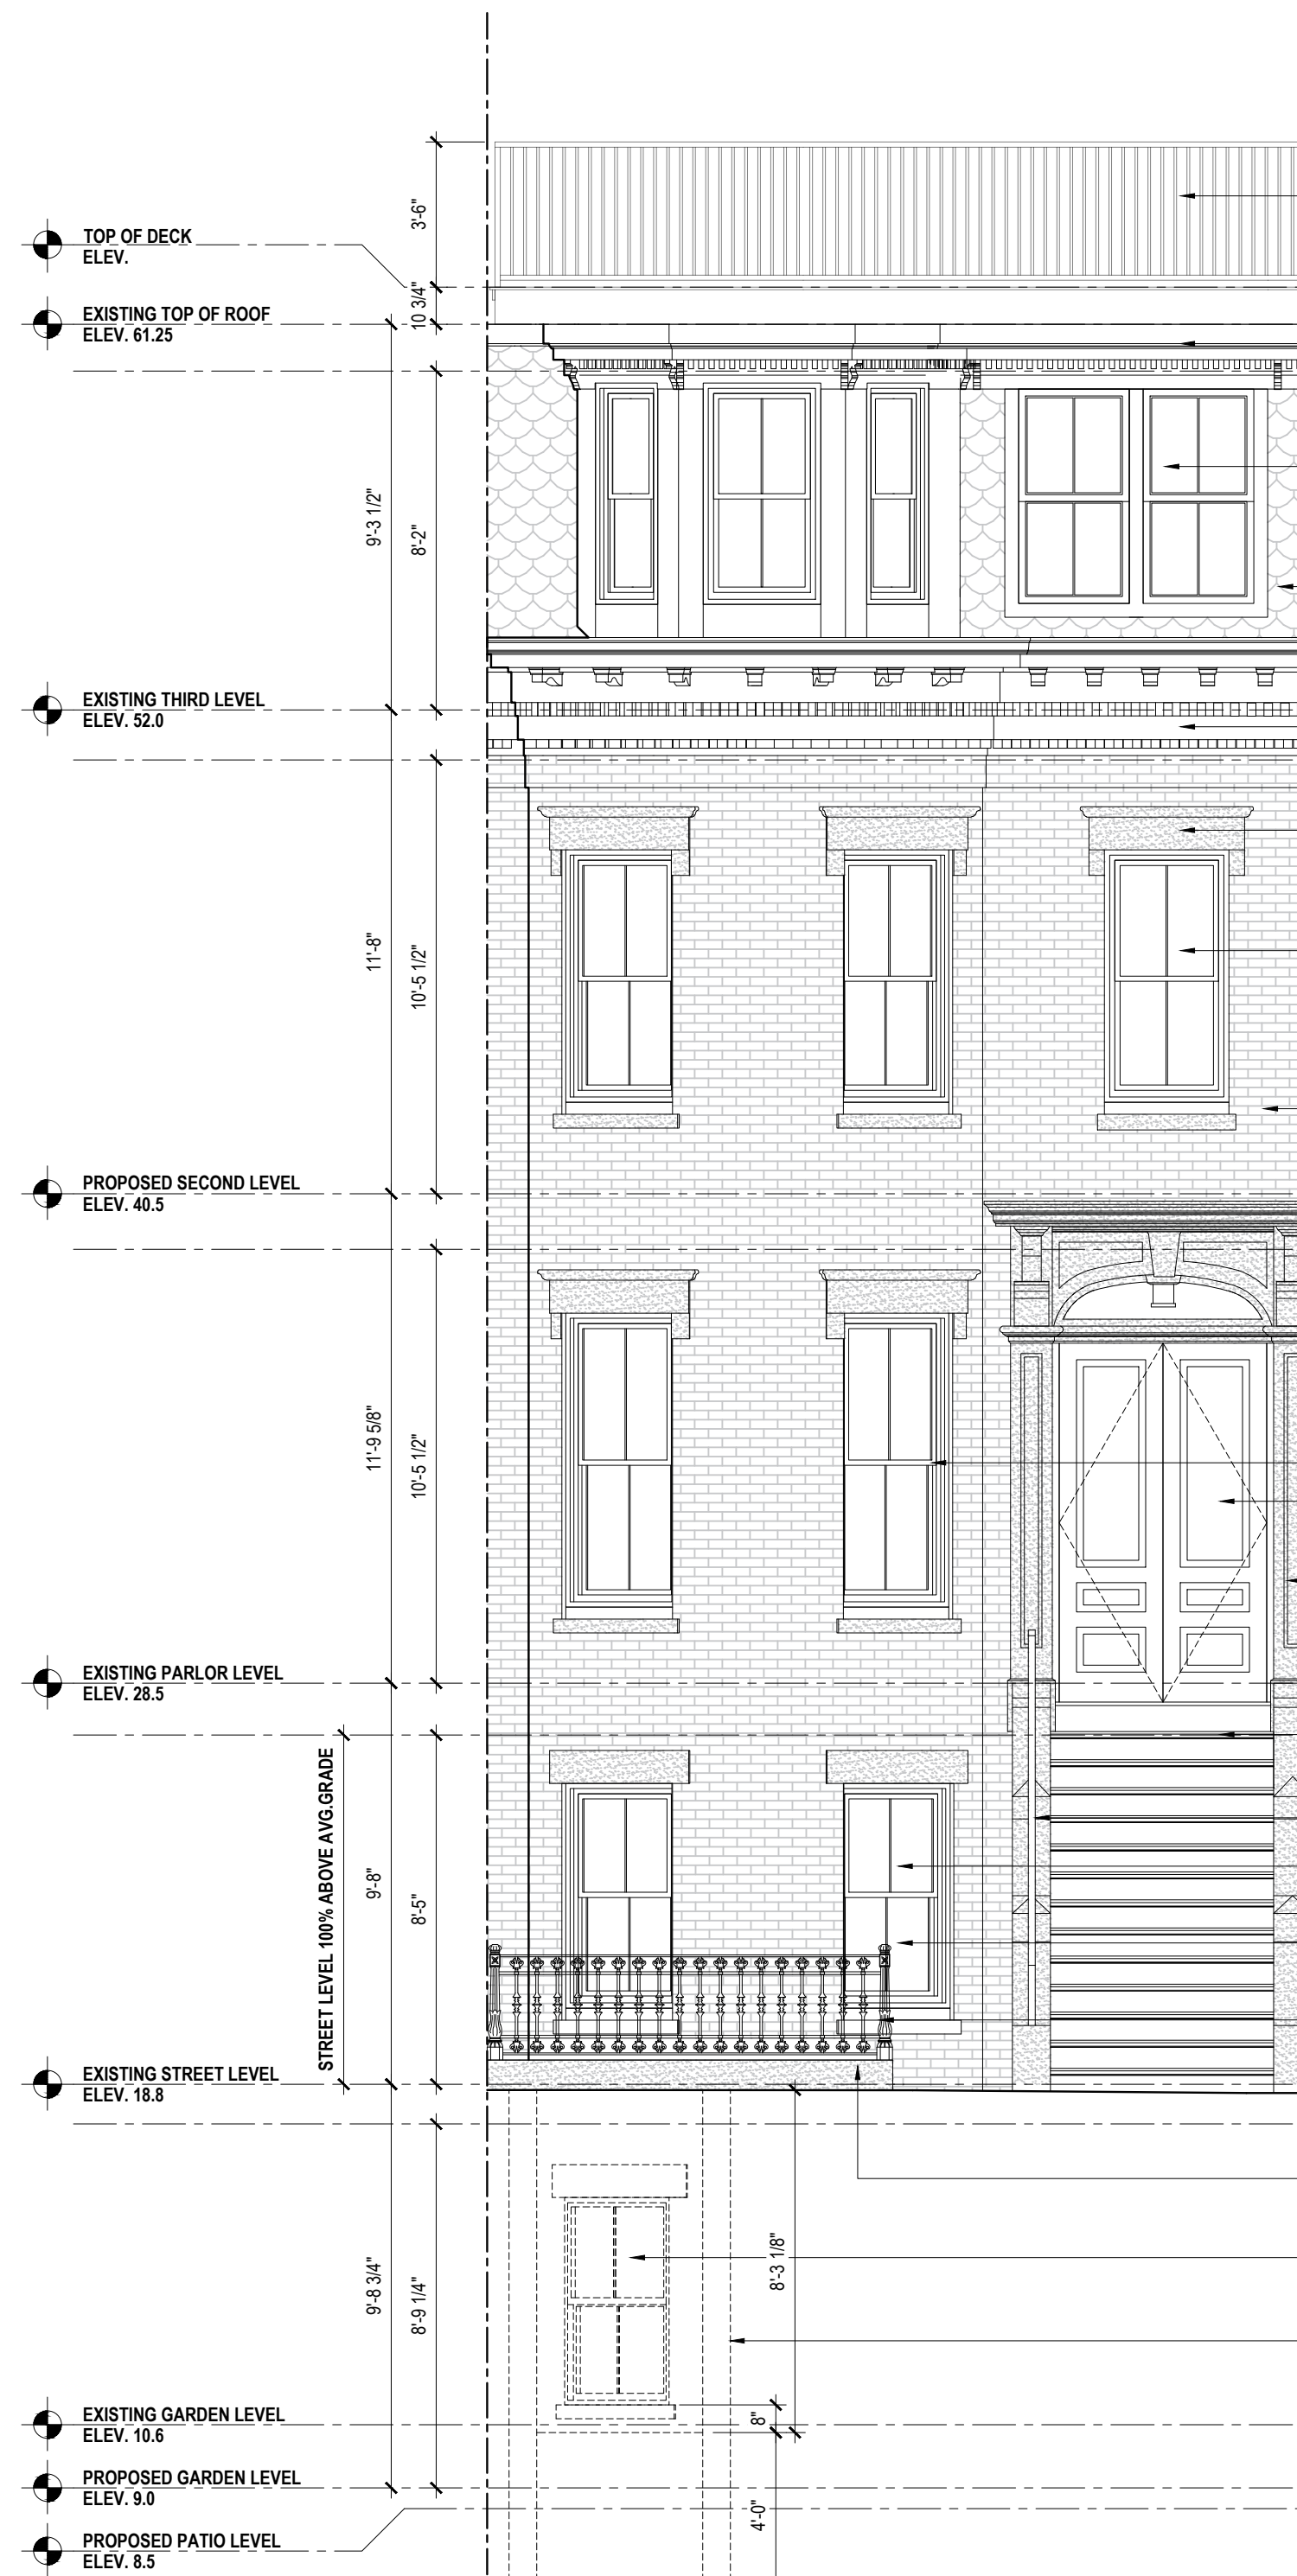 3'-6"
TOP OF DECK
ELEV.
10 3/4"
EXISTING TOP OF ROOF
ELEV. 61.25
9'-3 1/2"
8'-2"
EXISTING THIRD LEVEL
ELEV. 52.0
11'-8"
10'-5 1/2"
PROPOSED SECOND LEVEL
ELEV. 40.5
11'-9 5/8"
10'-5 1/2"
EXISTING PARLOR LEVEL
ELEV. 28.5
STREET LEVEL 100% ABOVE AVG.GRADE
9'-8"
8'-5"
EXISTING STREET LEVEL
ELEV. 18.8
9'-8 3/4"
8'-9 1/4"
8'-3 1/8"
EXISTING GARDEN LEVEL
ELEV. 10.6
8"
PROPOSED GARDEN LEVEL
ELEV. 9.0
4'-0"
PROPOSED PATIO LEVEL
ELEV. 8.5